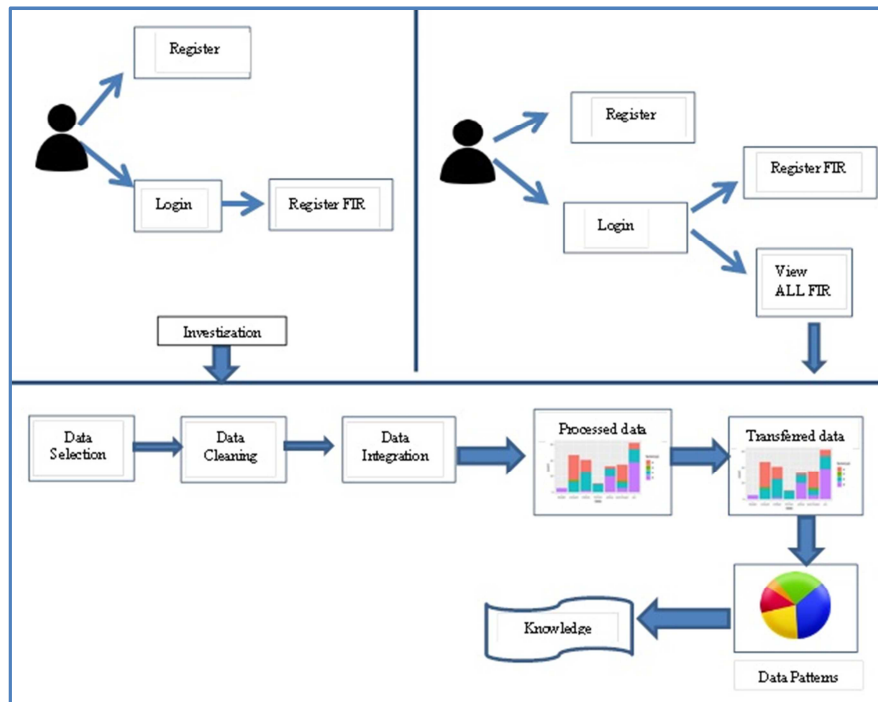 Register
Login
Register FIR
Investization
Register
Login
Register FIR
View
ALL FIR
Data
Selection
Data
Cleaning
Data
Integration
Processed data
Transferred data
Knowledge
Data Patterns